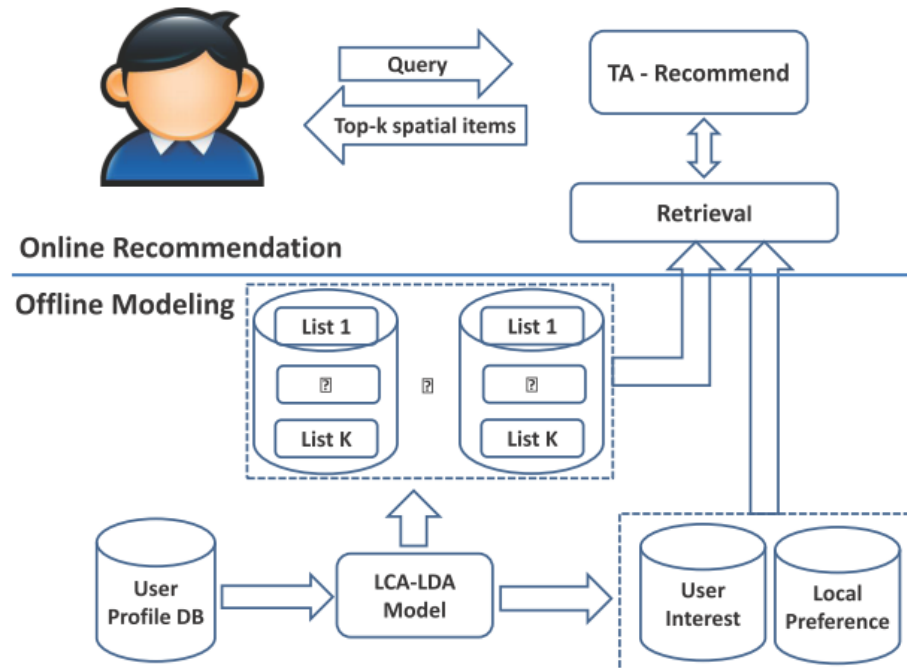 Query
TA - Recommend
Top-k spatial items
Retrieval
Online Recommendation
Offline Modeling
List 1
List 1
List K
List K
User
Profile DB
LCA-LDA
Model
User
Interest
Local
Preference